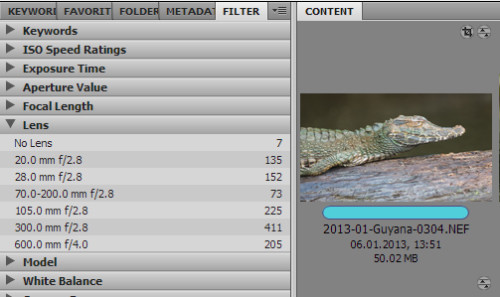 KEYWORI FAVORIT FOLDER METADAT FILTER
Keywords
ISO Speed Ratings
Exposure Time
Aperture Value
Focal Length
Lens
No Lens 7
20.0 mm f/2.8 135
28.0 mm f/2.8 152
70.0-200.0 mm f/2.8 73
105.0 mm f/2.8 225
300.0 mm f/2.8 411
600.0 mm f/4.0 205
Model
White Balance
CONTENT
2013-01-Guyana-0304.NEF
06.01.2013, 13:51
50.02 MB